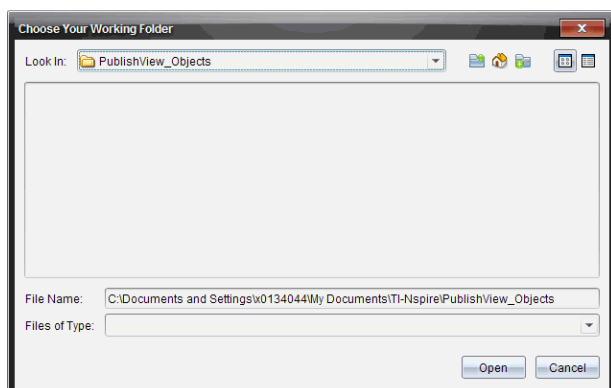 Choose Your Working Folder
Look In: PublishView_Objects
File Name: C:\Documents and Settings\x0134044\My Documents\TI-Nspire\PublishView_Objects
Files of Type:
Open Cancel